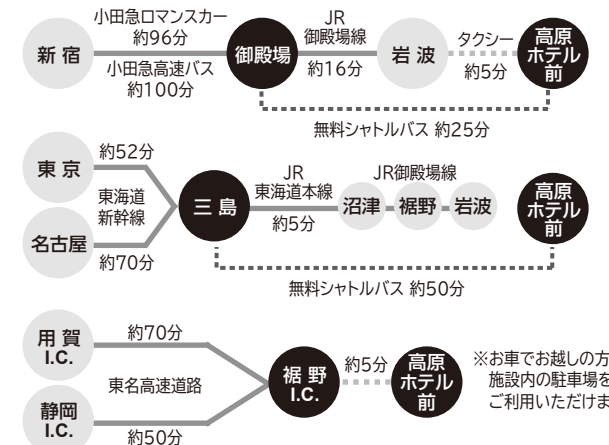 小田急ロマンスカー
約96分
JR
御殿場線
新宿
御殿場
岩波
タクシー
高原
ホテル
前
小田急高速バス
約100分
約16分
約5分
無料シャトルバス 約25分
東京
約52分
東海道
新幹線
名古屋
約70分
三島
JR
東海道本線
約5分
JR御殿場線
沼津
裾野
岩波
高原
ホテル
前
無料シャトルバス 約50分
用賀
I.C.
約70分
東名高速道路
静岡
I.C.
約50分
裾野
I.C.
約5分
高原
ホテル
前
※お車でお越しの方
施設内の駐車場を
ご利用いただけま